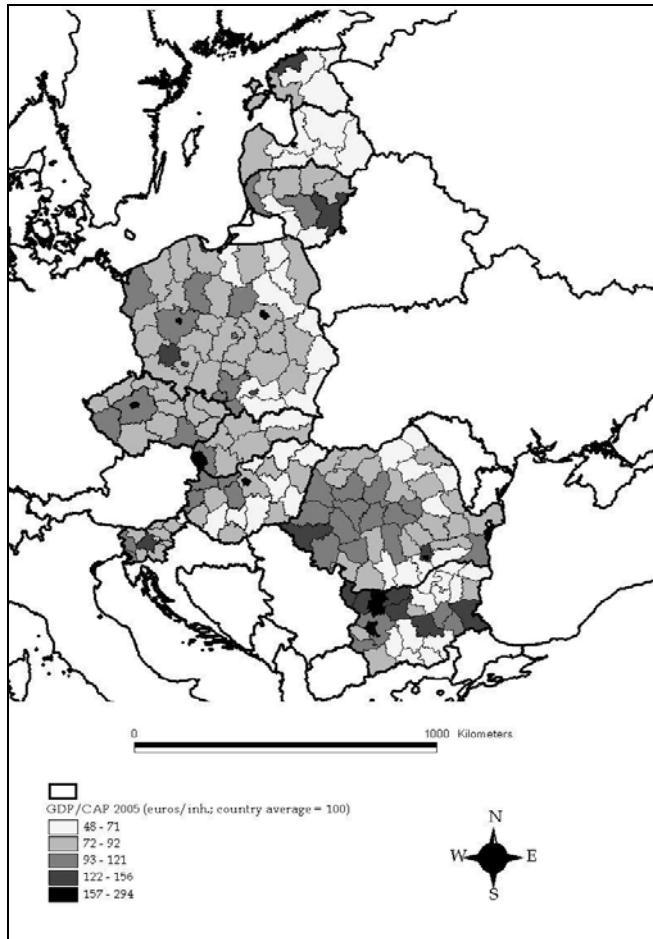 0 1000 Kilometers
GDP/CAP 2005 (euros/inh.; country average = 100)
48 - 71
72 - 92
93 - 121
122 - 156
157 - 294
N
W E
S